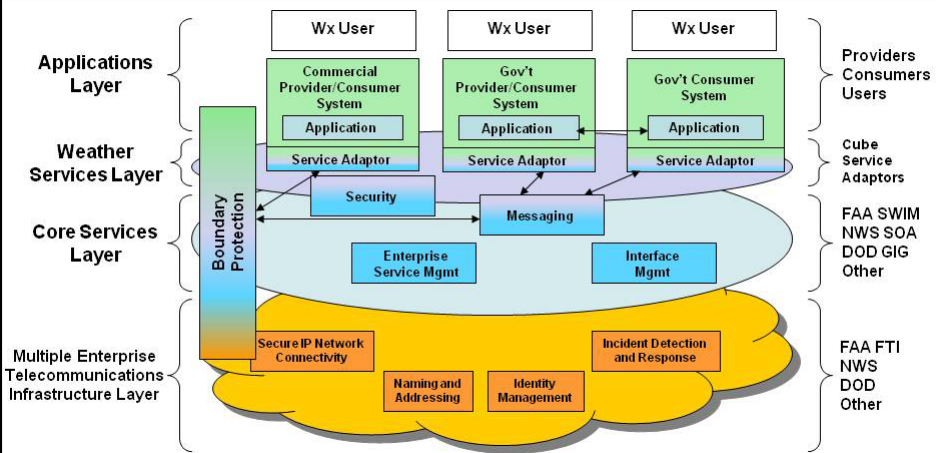 Wx User
Wx User
Wx User
Applications
Layer
Commercial
Provider/Consumer
System
Application
Service Adaptor
Gov't
Provider/Consumer
System
Application
Service Adaptor
Gov't Consumer
System
Application
Service Adaptor
Providers
Consumers
Users
Weather
Services Layer
Cube
Service
Adaptors
Boundary
Protection
Security
Messaging
Core Services
Layer
Enterprise
Service Mgmt
Interface
Mgmt
FAA SWIM
NWS SOA
DOD GIG
Other
Multiple Enterprise
Telecommunications
Infrastructure Layer
Secure IP Network
Connectivity
Naming and
Addressing
Identity
Management
Incident Detection
and Response
FAA FTI
NWS
DOD
Other